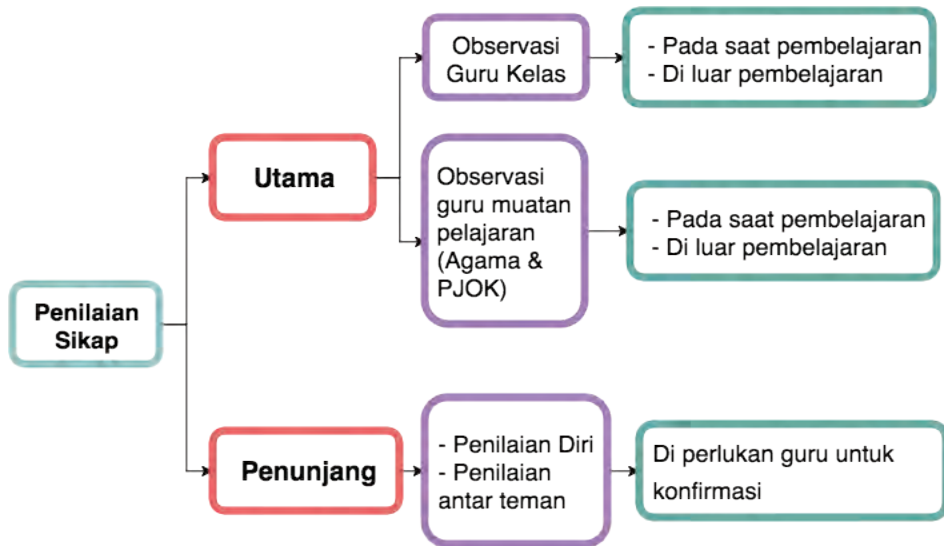 Penilaian
Sikap
Utama
Observasi
Guru Kelas
- Pada saat pembelajaran
- Di luar pembelajaran
Observasi
guru muatan
pelajaran
(Agama &
PJOK)
- Pada saat pembelajaran
- Di luar pembelajaran
Penunjang
- Penilaian Diri
- Penilaian
antar teman
Di perlukan guru untuk
konfirmasi